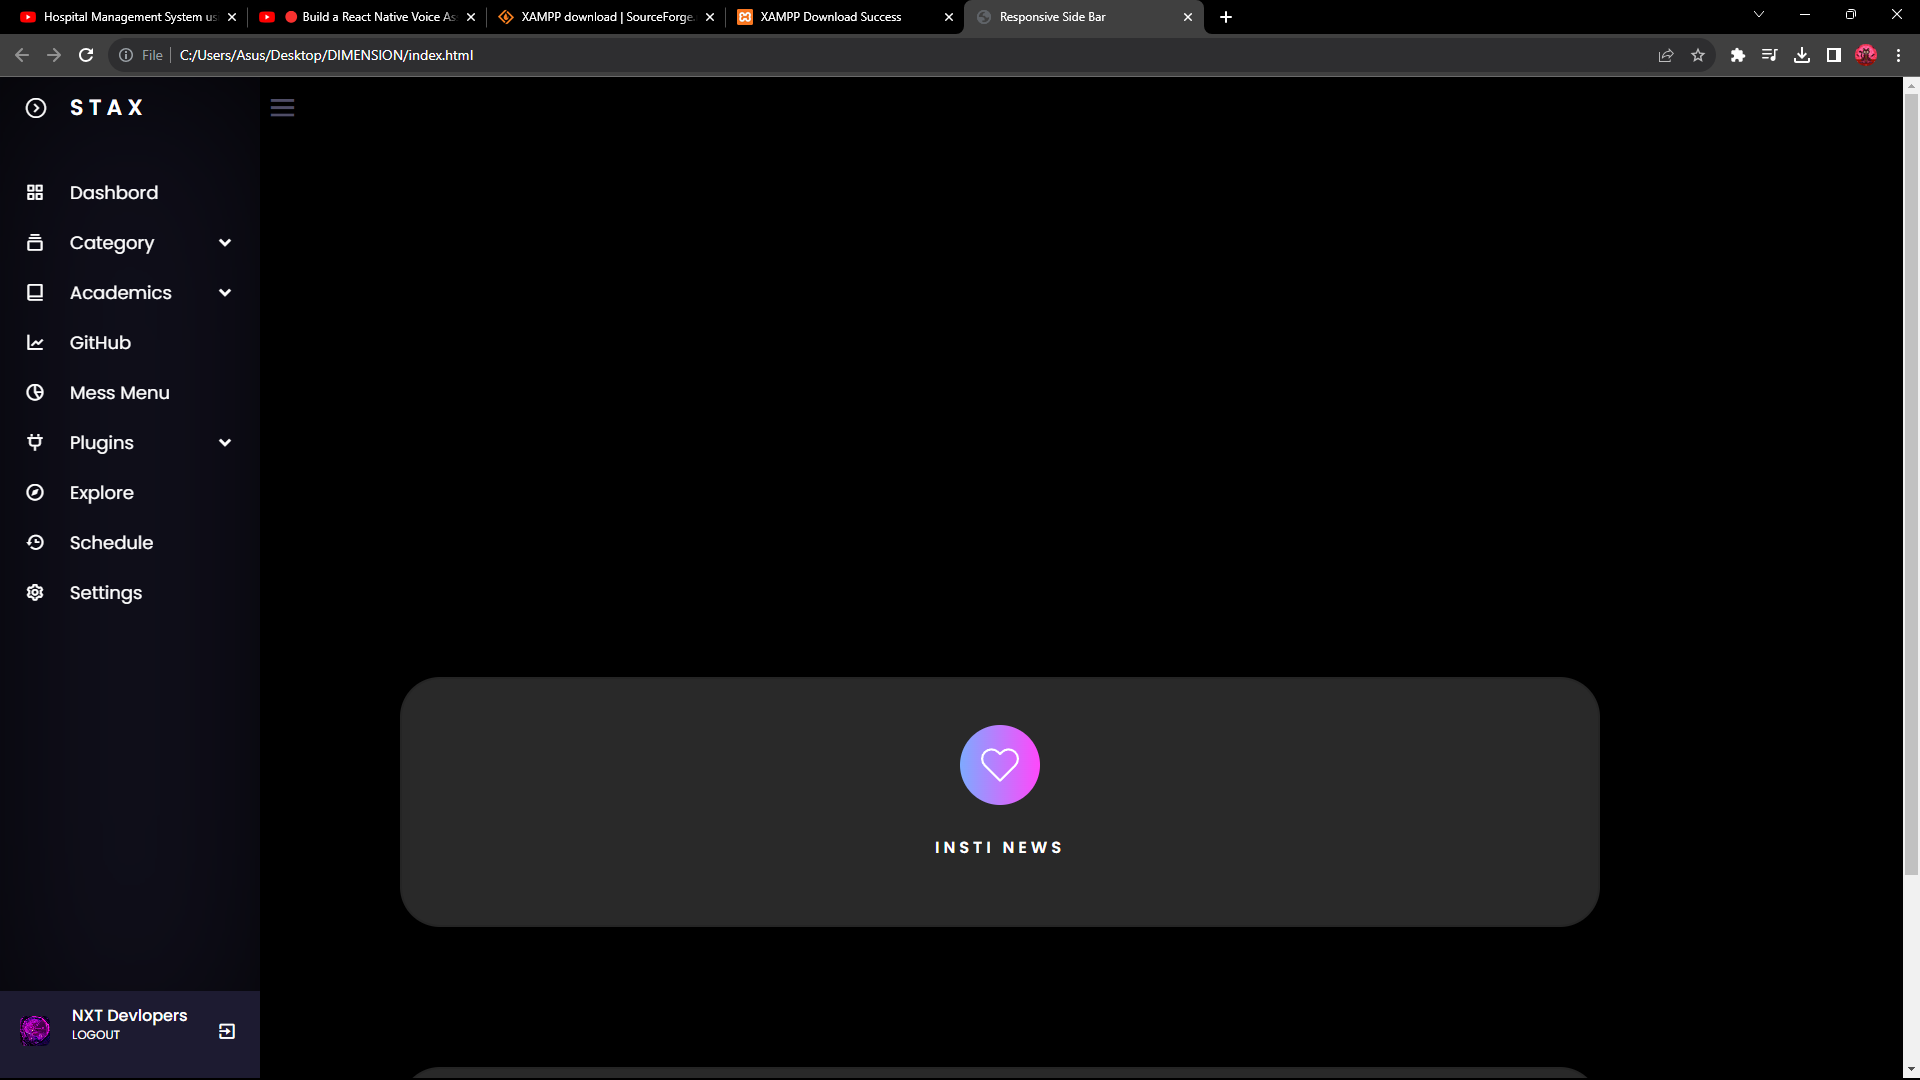 Hospital Management System us
Build a React Native Voice As
XAMPP download | SourceForge.
XAMPP Download Success
Responsive Side Bar
File
C:/Users/Asus/Desktop/DIMENSION/index.html
STAX
Dashbord
Category
Academics
GitHub
Mess Menu
Plugins
Explore
Schedule
Settings
INSTI NEWS
NXT Devlopers
LOGOUT